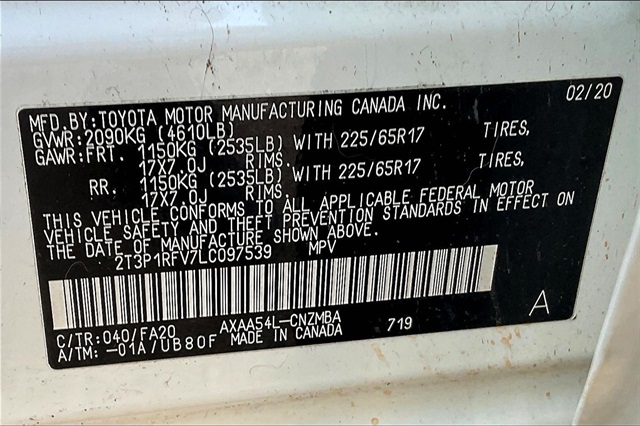 MFD.BY:TOYOTA MOTOR MANUFACTURING CANADA INC. 02/20
GVWR:2090KG (4610LB)
GAWR:FRT. 1150KG (2535LB) WITH 225/65R17 TIRES,
17X7.0J RIMS.
RR. 1150KG (2535LB) WITH 225/65R17 TIRES,
17X7.0J RIMS.
THIS VEHICLE CONFORMS TO ALL APPLICABLE FEDERAL MOTOR
VEHICLE SAFETY AND THEFT PREVENTION STANDARDS IN EFFECT ON
THE DATE OF MANUFACTURE SHOWN ABOVE.
2T3P1RFV7LC097539 MPV
A
C/TR:040/FA20 AXAA54L-CNZMBA 719
A/TM:-01A/UB80F MADE IN CANADA